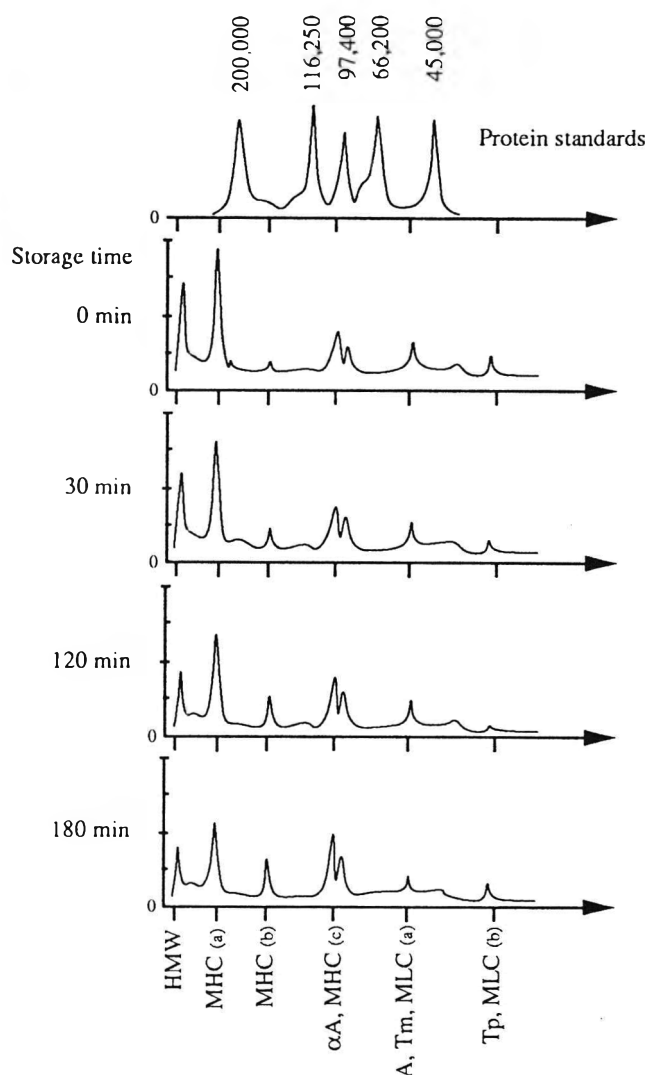 200,000
116,250
97,400
66,200
45,000
Protein standards
0
Storage time
0 min
0
30 min
0
120 min
0
180 min
0
HMW
MHC (a)
MHC (b)
αA, MHC (c)
A, Tm, MLC (a)
Tp, MLC (b)